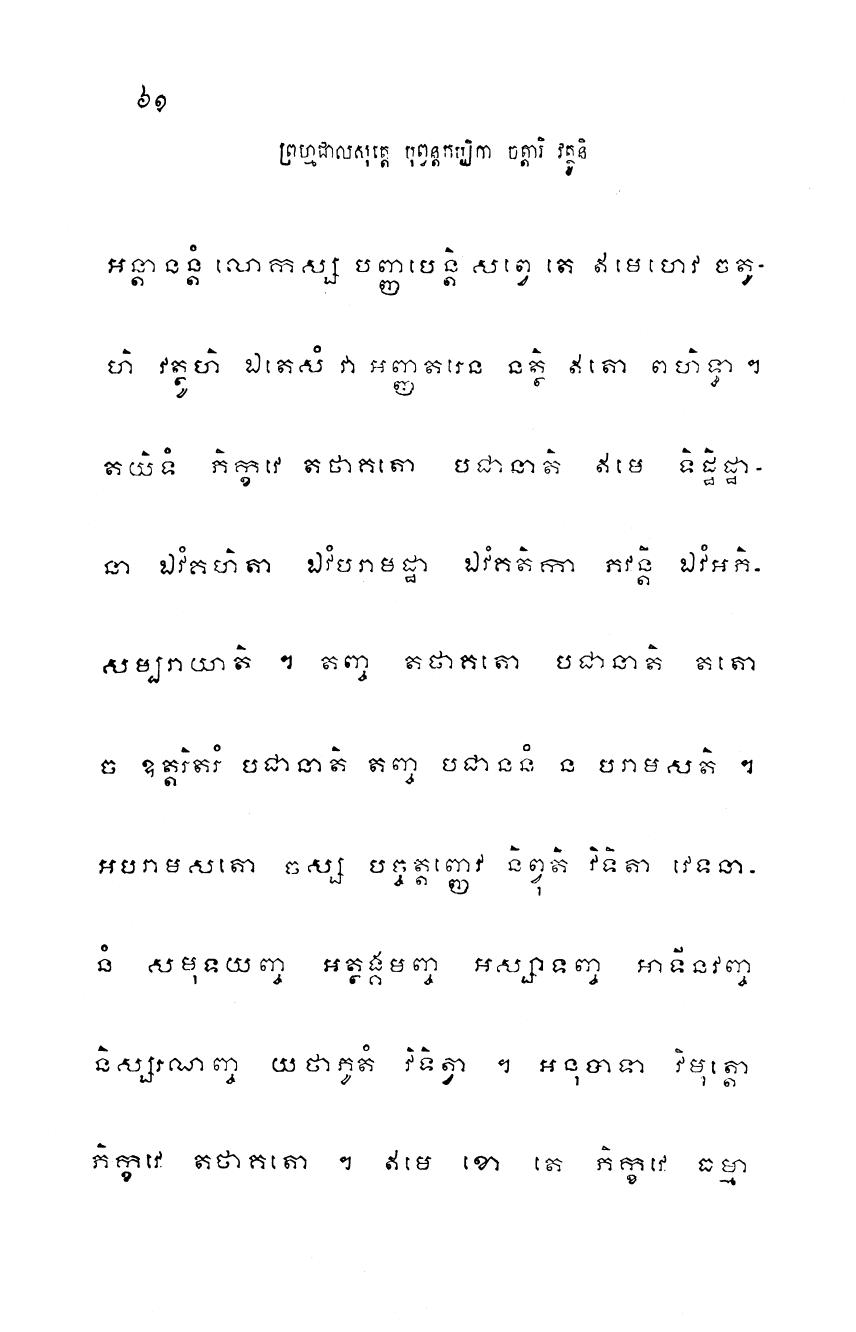 ៦១
ព្រហ្មជាលសុត្តេ បុព្វន្តកប្បិកា ចត្តារិ វត្ថូនិ
អន្តានន្តំ លោកស្ស បញ្ញាបេន្តិ សព្វេ តេ ឥមេហេវ ចតូ-
ហិ វត្ថូហិ ឯតេសំ វា អញ្ញតរេន នត្ថិ ឥតោ ពហិទ្ធា ។
តយិទំ ភិក្ខវេ តថាគតោ បជានាតិ ឥមេ ទិដ្ឋិដ្ឋា-
នា ឯវំគហិតា ឯវំបរាមដ្ឋា ឯវំគតិកា ភវន្តិ ឯវំអភិ-
សម្បរាយាតិ ។ តញ្ច តថាគតោ បជានាតិ តតោ
ច ឧត្តរិតរំ បជានាតិ តញ្ច បជាននំ ន បរាមសតិ ។
អបរាមសតោ ចស្ស បច្ចត្តញ្ញេវ និព្វុតិ វិទិតា វេទនា-
នំ សមុទយញ្ច អត្ថង្គមញ្ច អស្សាទញ្ច អាទីនវញ្ច
និស្សរណញ្ច យថាភូតំ វិទិត្វា ។ អនុបាទា វិមុត្តោ
ភិក្ខវេ តថាគតោ ។ ឥមេ ខោ តេ ភិក្ខវេ ធម្មា